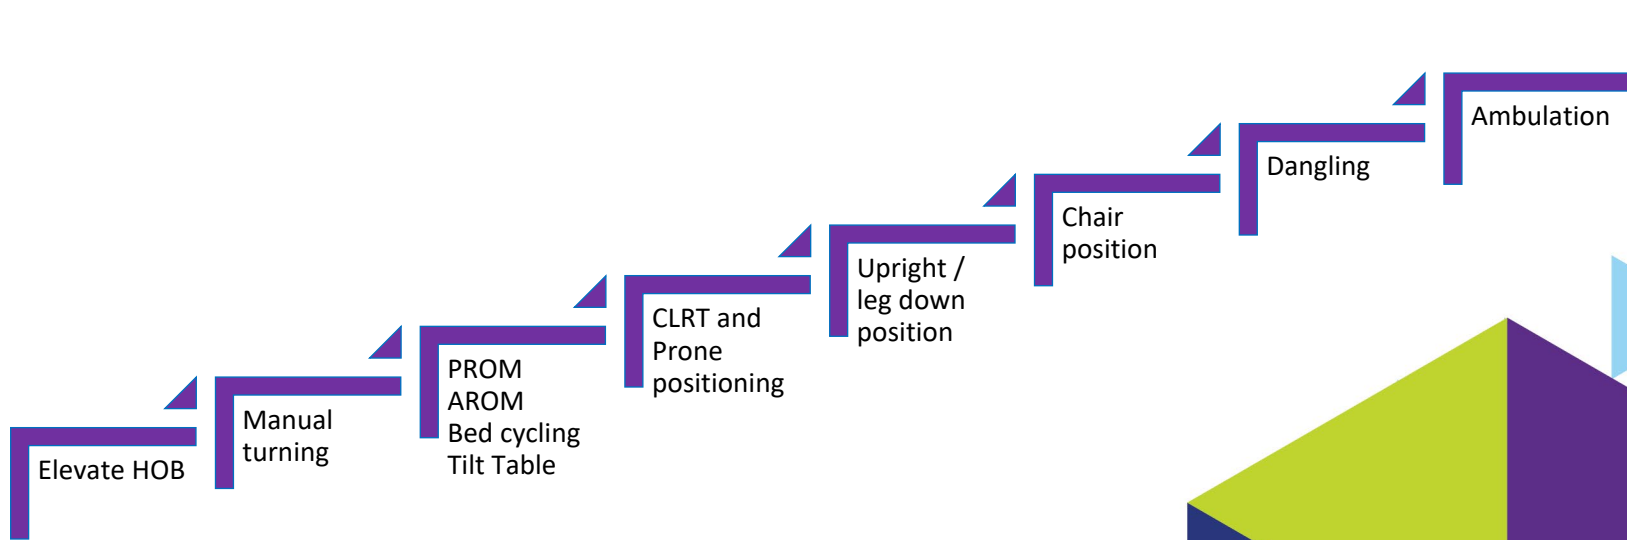 Elevate HOB
Manual
turning
PROM
AROM
Bed cycling
Tilt Table
CLRT and
Prone
positioning
Upright /
leg down
position
Chair
position
Dangling
Ambulation